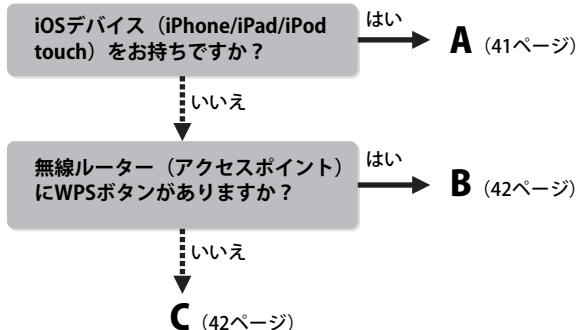 iOSデバイス（iPhone/iPad/iPod
touch）をお持ちですか？
はい
A（41ページ）
いいえ
無線ルーター（アクセスポイント）
にWPSボタンがありますか？
はい
B（42ページ）
いいえ
C（42ページ）